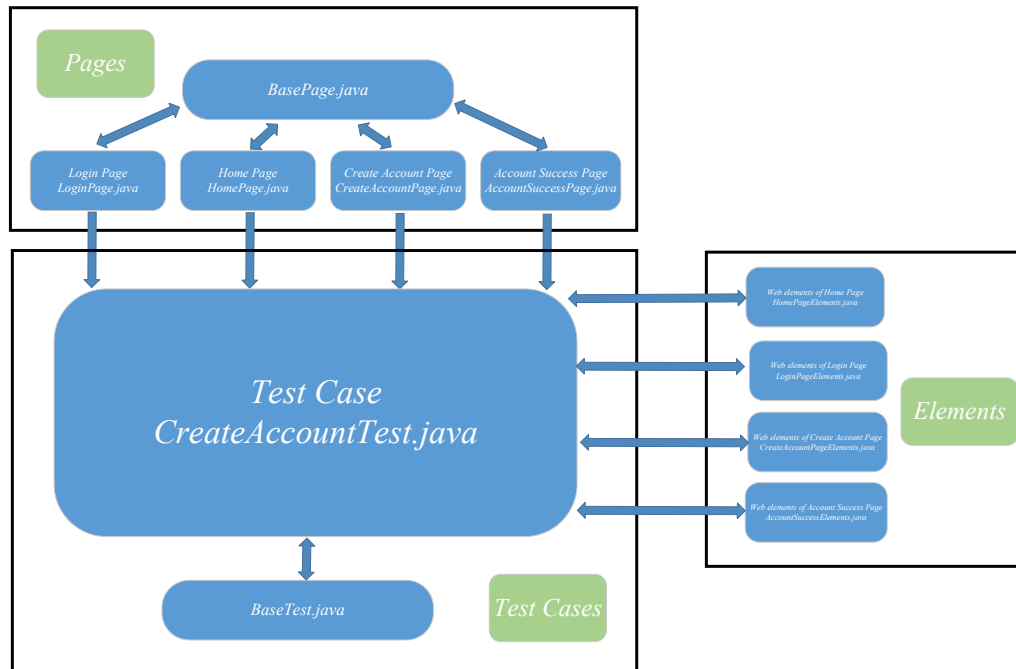 Pages
BasePage.java
Login Page
LoginPage.java
Home Page
HomePage.java
Create Account Page
CreateAccountPage.java
Account Success Page
AccountSuccessPage.java
Test Case
CreateAccountTest.java
BaseTest.java
Test Cases
Web elements of Home Page
HomePageElements.java
Web elements of Login Page
LoginPageElements.java
Web elements of Create Account Page
CreateAccountPageElements.java
Web elements of Account Success Page
AccountSuccessElements.java
Elements